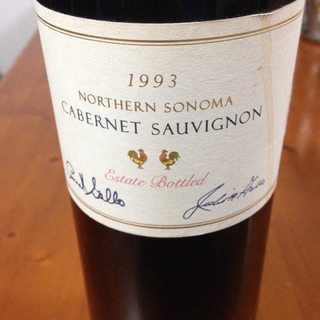 1993
NORTHERN SONOMA
CABERNET SAUVIGNON
Estate Bottled